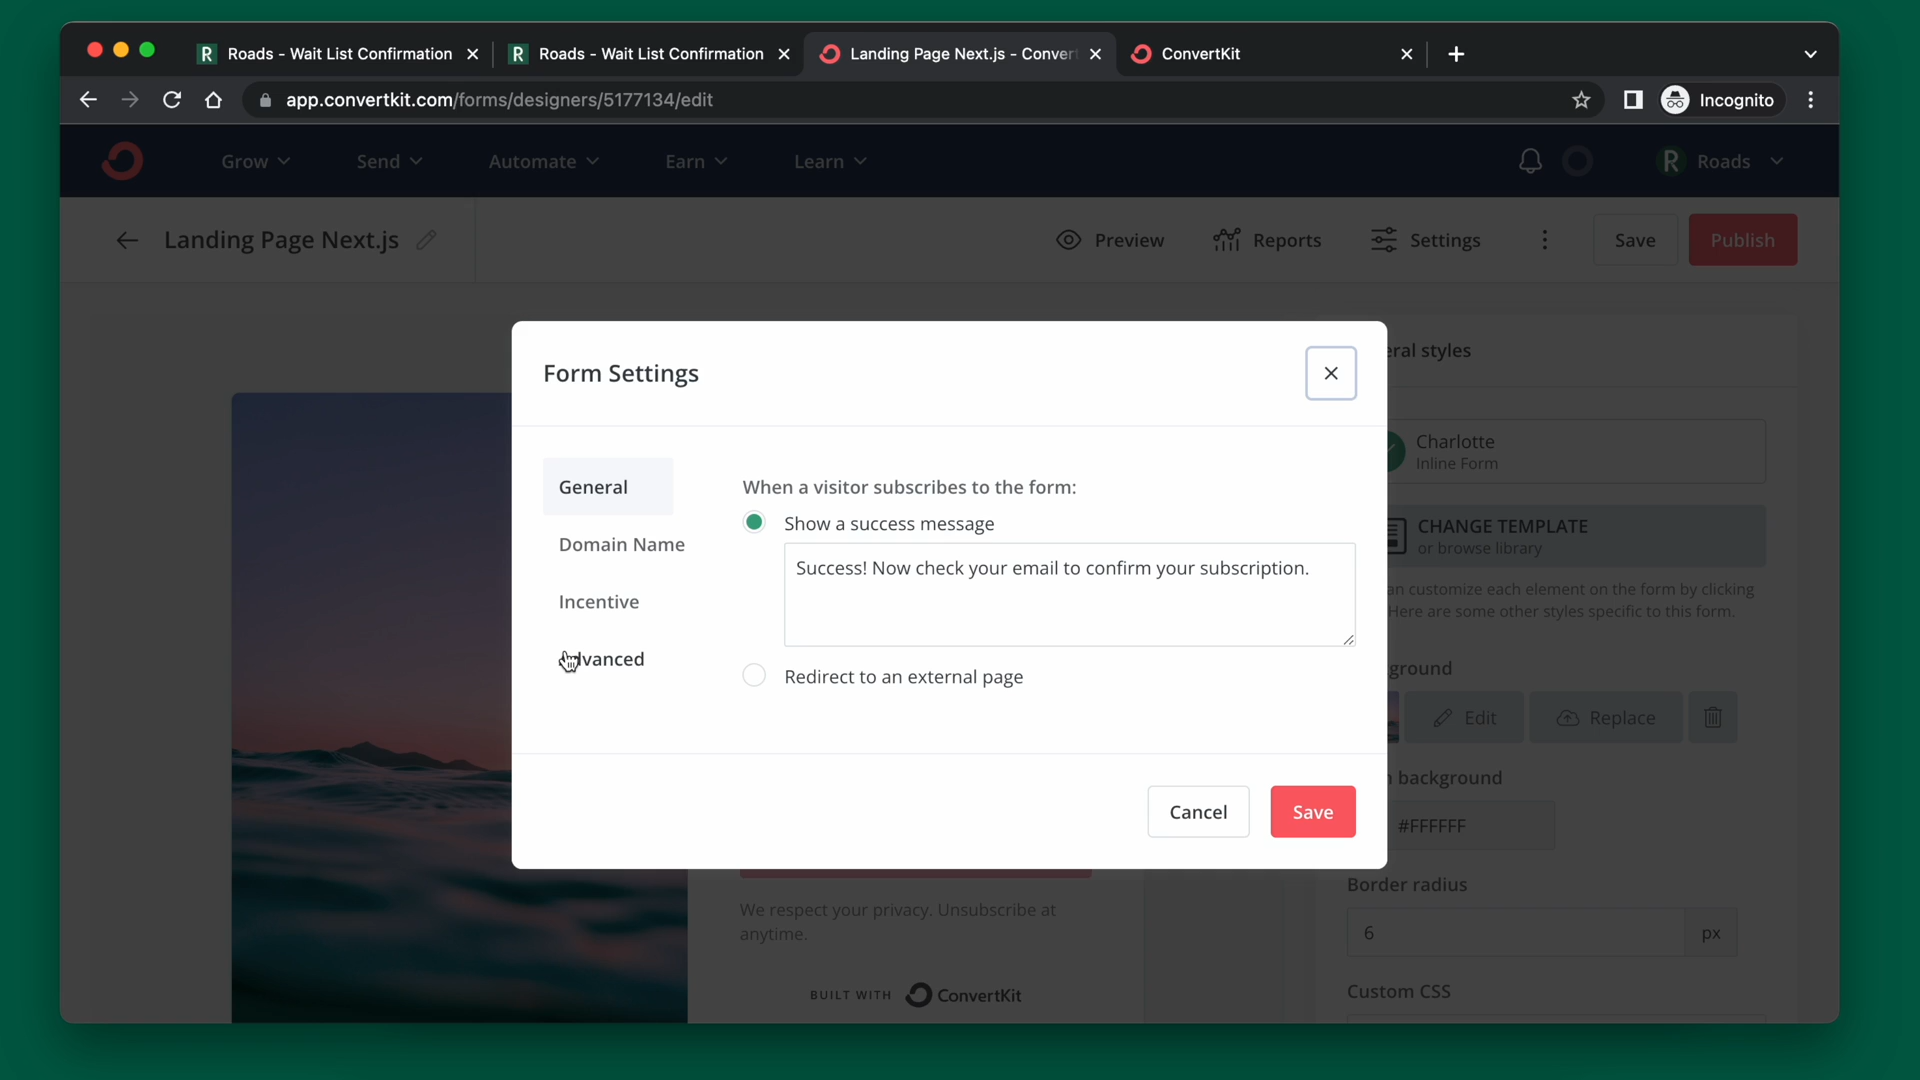 Roads - Wait List Confirmation
Roads - Wait List Confirmation
Landing Page Next.js - Conver
ConvertKit
app.convertkit.com/forms/designers/5177134/edit
Incognito
Grow
Send
Automate
Earn
Learn
R
Roads
Landing Page Next.js
Preview
Reports
Settings
Save
Publish
Form Settings
General
Domain Name
Incentive
dvanced
When a visitor subscribes to the form:
Show a success message
Success! Now check your email to confirm your subscription.
Redirect to an external page
Cancel
Save
eral styles
Charlotte
Inline Form
CHANGE TEMPLATE
or browse library
an customize each element on the form by clicking
Here are some other styles specific to this form.
ground
Edit
Replace
background
#FFFFFF
Border radius
6
px
Custom CSS
We respect your privacy. Unsubscribe at
anytime.
BUILT WITH ConvertKit